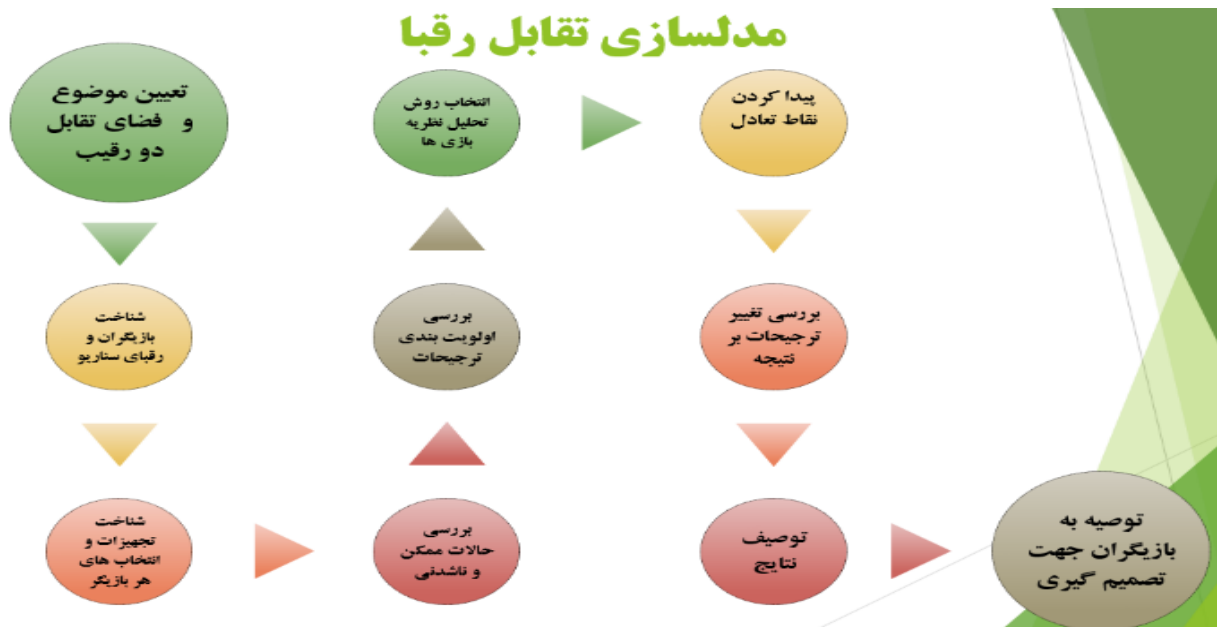 مدلسازی تقابل رقبا
تعیین موضوع
و فضای تقابل
دو رقیب
شناخت
بازیگران و
رقبای سناریو
شناخت
تجهیزات و
انتخاب های
هر بازیگر
بررسی
حالات ممکن
و ناشدنی
بررسی
اولویت بندی
ترجیحات
انتخاب روش
تحلیل نظریه
بازی ها
پیدا کردن
نقاط تعادل
بررسی تغییر
ترجیحات بر
نتیجه
توصیف
نتایج
توصیه به
بازیگران جهت
تصمیم گیری